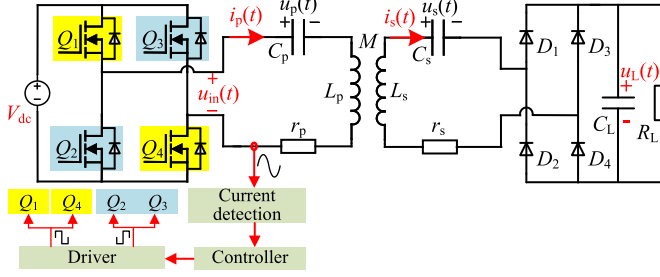 i_p(t) u_p(t) i_s(t) u_s(t)
Q_1 Q_3 C_p M C_s D_1 D_3
V_dc u_in(t) L_p L_s u_L(t)
C_L R_L
Q_2 Q_4 r_p r_s D_2 D_4
Q_1 Q_4 Q_2 Q_3 Current
detection
Driver Controller